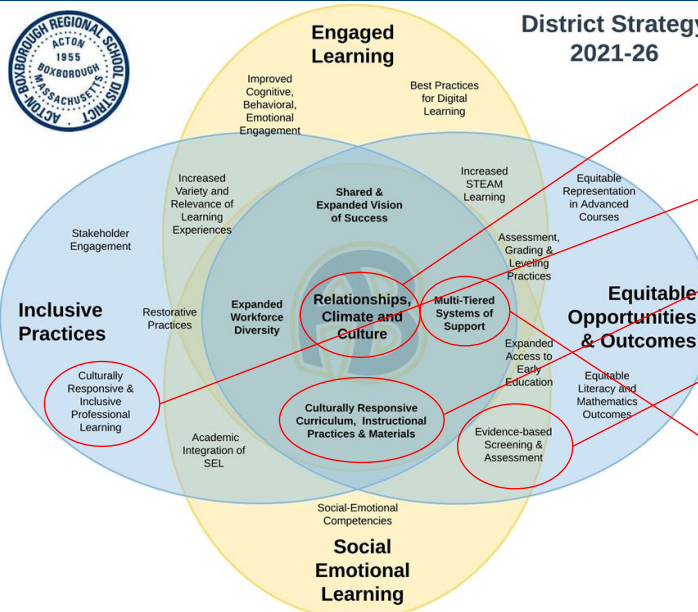 ACTON-BOXBOROUGH REGIONAL SCHOOL DISTRICT
ACTON
1955
BOXBOROUGH
MASSACHUSETTS
District Strategy
2021-26
Engaged
Learning
Improved
Cognitive,
Behavioral,
Emotional
Engagement
Best Practices
for Digital
Learning
Increased
Variety and
Relevance of
Learning
Experiences
Shared &
Expanded Vision
of Success
Increased
STEAM
Learning
Equitable
Representation
in Advanced
Courses
Stakeholder
Engagement
Assessment,
Grading &
Leveling
Practices
Inclusive
Practices
Restorative
Practices
Expanded
Workforce
Diversity
Relationships,
Climate and
Culture
Multi-Tiered
Systems of
Support
Equitable
Opportunities
& Outcomes
Expanded
Access to
Early
Education
Culturally
Responsive &
Inclusive
Professional
Learning
Equitable
Literacy and
Mathematics
Outcomes
Culturally Responsive
Curriculum, Instructional
Practices & Materials
Academic
Integration of
SEL
Evidence-based
Screening &
Assessment
Social-Emotional
Competencies
Social
Emotional
Learning